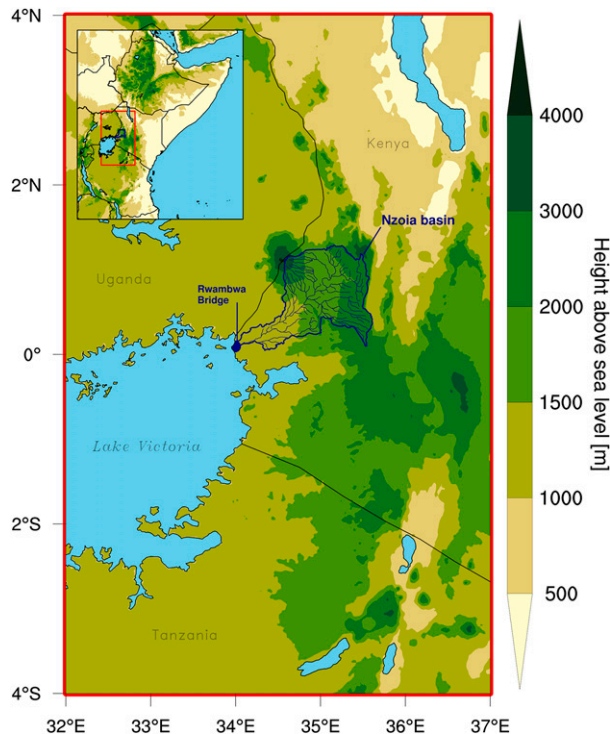 4°N
2°N
0°
2°S
4°S
32°E
33°E
34°E
35°E
36°E
37°E
Kenya
Nzoia basin
Uganda
Rwambwa
Bridge
Lake Victoria
Tanzania
4000
3000
2000
1500
1000
500
Height above sea level [m]